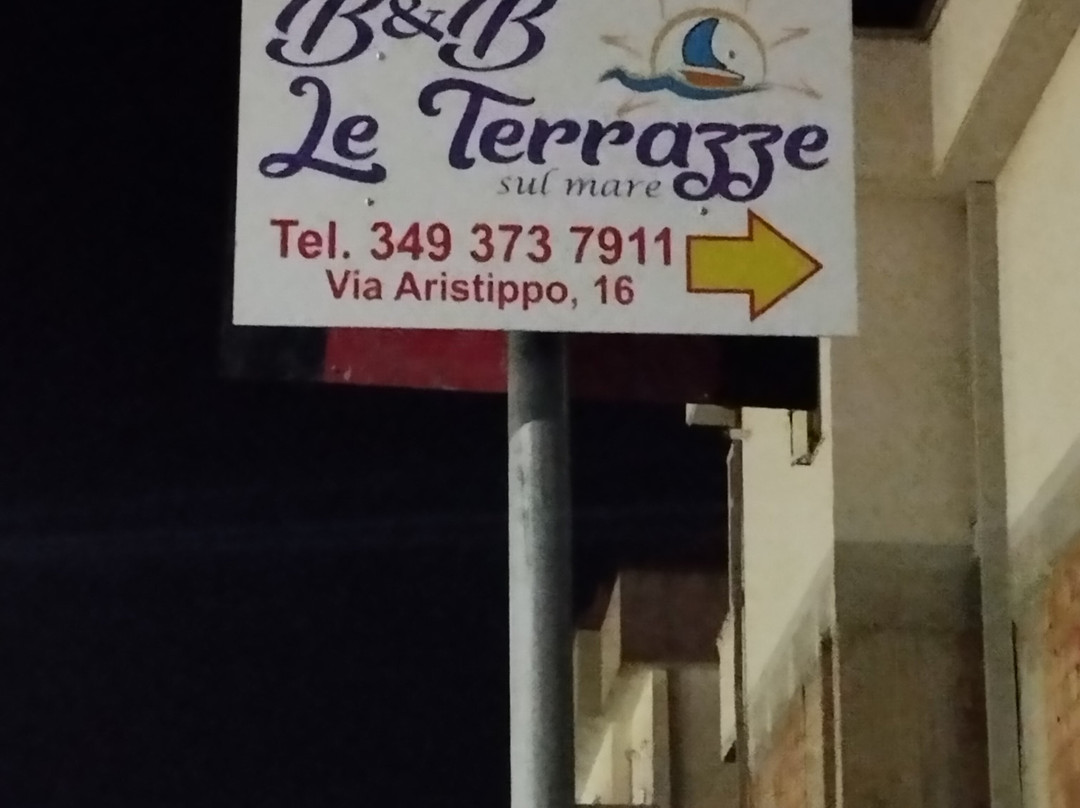 B&B
Le Terrazze
sul mare
Tel. 349 373 7911
Via Aristippo, 16